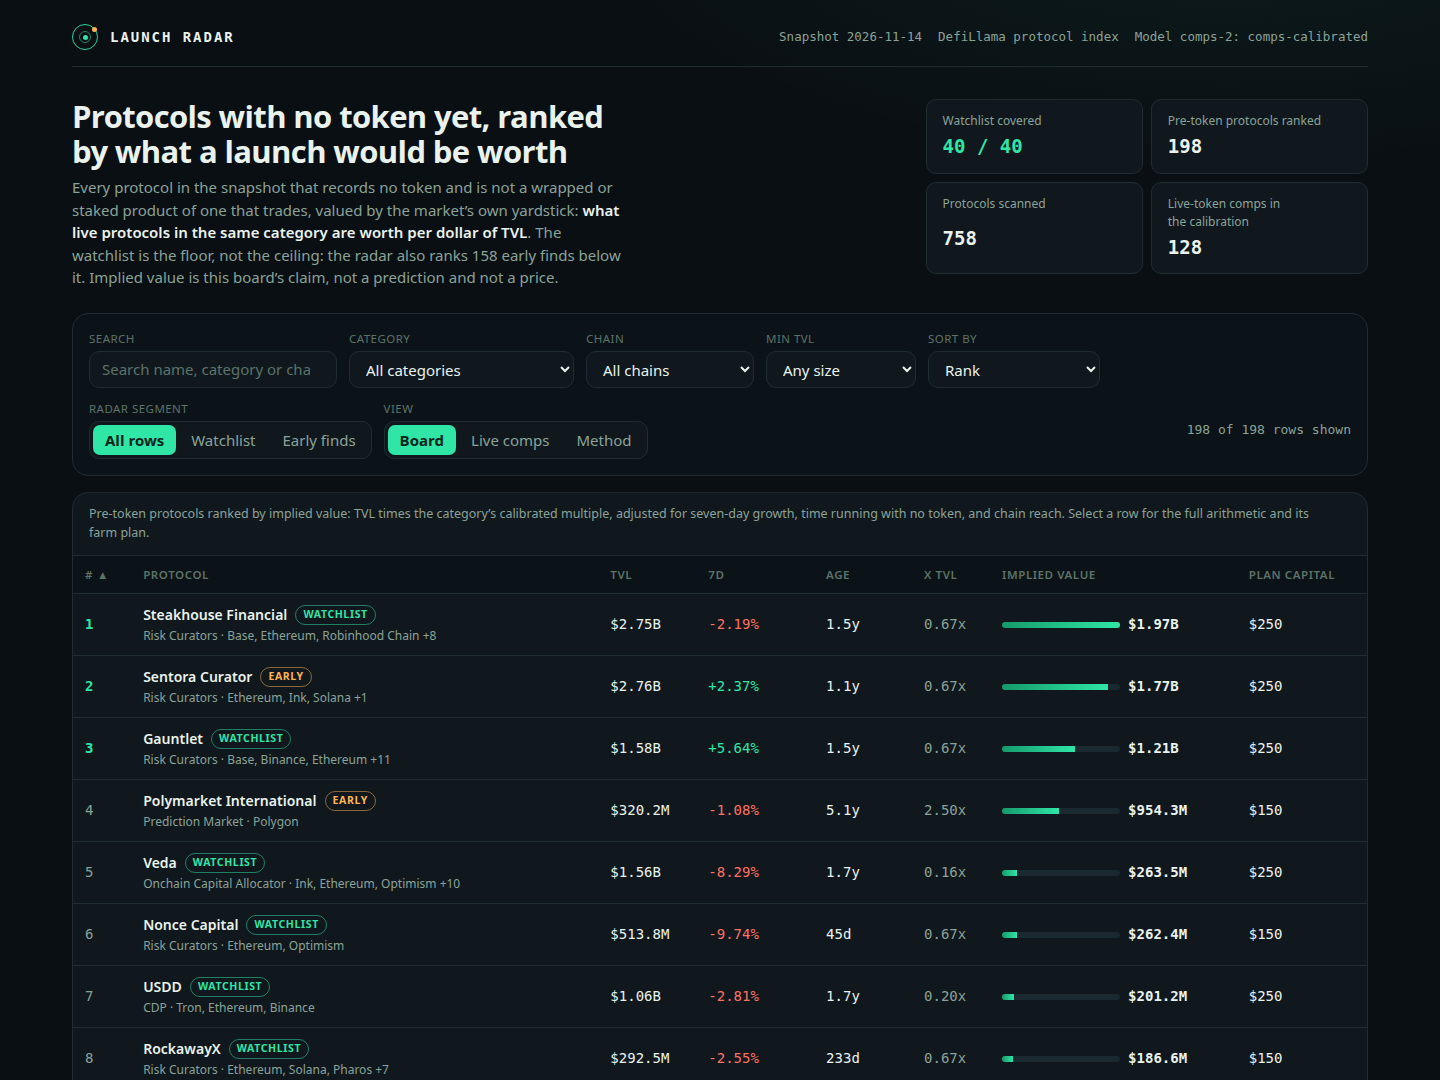 LAUNCH RADAR
Snapshot 2026-11-14 DefiLlama protocol index Model comps-2: comps-calibrated
Protocols with no token yet, ranked
by what a launch would be worth
Every protocol in the snapshot that records no token and is not a wrapped or
staked product of one that trades, valued by the market's own yardstick: what
live protocols in the same category are worth per dollar of TVL. The
watchlist is the floor, not the ceiling: the radar also ranks 158 early finds below
it. Implied value is this board's claim, not a prediction and not a price.
Watchlist covered
40 / 40
Pre-token protocols ranked
198
Protocols scanned
758
Live-token comps in
the calibration
128
SEARCH CATEGORY CHAIN MIN TVL SORT BY
Search name, category or cha All categories All chains Any size Rank
RADAR SEGMENT VIEW
All rows Watchlist Early finds Board Live comps Method
198 of 198 rows shown
Pre-token protocols ranked by implied value: TVL times the category's calibrated multiple, adjusted for seven-day growth, time running with no token, and chain reach. Select a row for the full arithmetic and its
farm plan.
# ▲ PROTOCOL TVL 7D AGE X TVL IMPLIED VALUE PLAN CAPITAL
1 Steakhouse Financial WATCHLIST $2.75B -2.19% 1.5y 0.67x $1.97B $250
Risk Curators · Base, Ethereum, Robinhood Chain +8
2 Sentora Curator EARLY $2.76B +2.37% 1.1y 0.67x $1.77B $250
Risk Curators · Ethereum, Ink, Solana +1
3 Gauntlet WATCHLIST $1.58B +5.64% 1.5y 0.67x $1.21B $250
Risk Curators · Base, Binance, Ethereum +11
4 Polymarket International EARLY $320.2M -1.08% 5.1y 2.50x $954.3M $150
Prediction Market · Polygon
5 Veda WATCHLIST $1.56B -8.29% 1.7y 0.16x $263.5M $250
Onchain Capital Allocator · Ink, Ethereum, Optimism +10
6 Nonce Capital WATCHLIST $513.8M -9.74% 45d 0.67x $262.4M $150
Risk Curators · Ethereum, Optimism
7 USDD WATCHLIST $1.06B -2.81% 1.7y 0.20x $201.2M $250
CDP · Tron, Ethereum, Binance
8 RockawayX WATCHLIST $292.5M -2.55% 233d 0.67x $186.6M $150
Risk Curators · Ethereum, Solana, Pharos +7